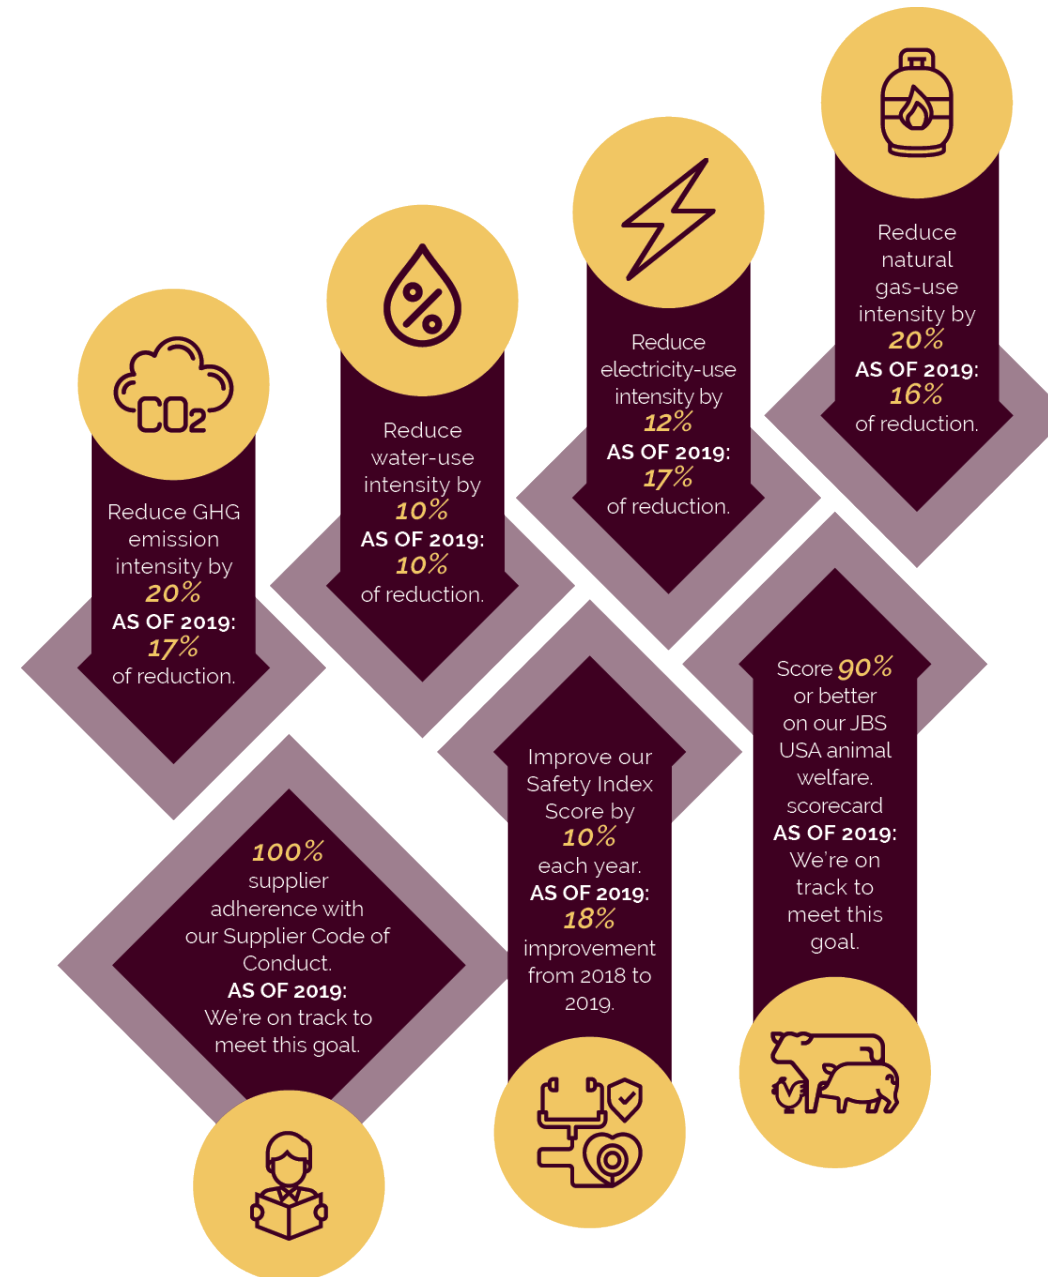 CO2
Reduce GHG
emission
intensity by
20%
AS OF 2019:
17%
of reduction.
%
Reduce
water-use
intensity by
10%
AS OF 2019:
10%
of reduction.
Reduce
electricity-use
intensity by
12%
AS OF 2019:
17%
of reduction.
Reduce
natural
gas-use
intensity by
20%
AS OF 2019:
16%
of reduction.
100%
supplier
adherence with
our Supplier Code of
Conduct.
AS OF 2019:
We're on track to
meet this goal.
Improve our
Safety Index
Score by
10%
each year.
AS OF 2019:
18%
improvement
from 2018 to
2019.
Score 90%
or better
on our JBS
USA animal
welfare.
scorecard
AS OF 2019:
We're on
track to
meet this
goal.